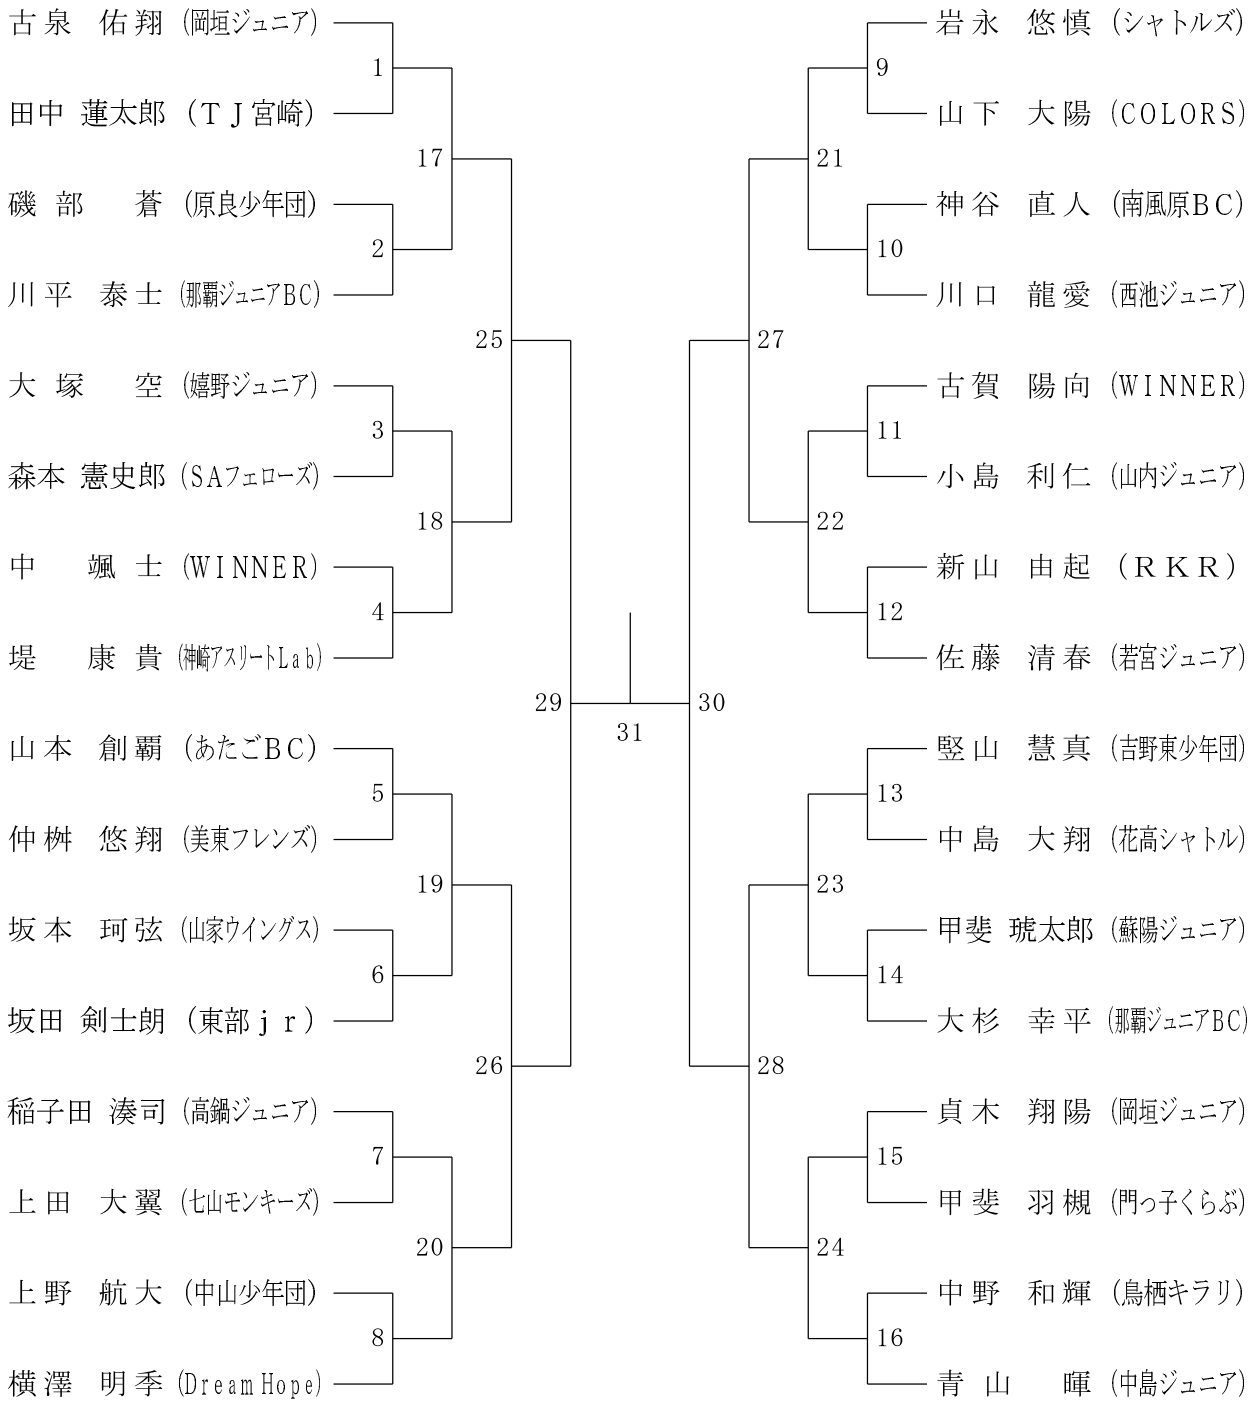 古泉 佑翔 (岡垣ジュニア)
1
田中 蓮太郎 (ＴＪ宮崎)
17
磯部 蒼 (原良少年団)
2
川平 泰士 (那覇ジュニアBC)
25
大塚 空 (嬉野ジュニア)
3
森本 憲史郎 (SAフェローズ)
18
中 颯士 (WINNER)
4
堤 康貴 (神崎アスリートLab)
29
山本 創覇 (あたごBC)
5
仲桝 悠翔 (美東フレンズ)
19
坂本 珂弦 (山家ウイングス)
6
坂田 剣士朗 (東部ｊｒ)
26
稲子田 湊司 (高鍋ジュニア)
7
上田 大翼 (七山モンキーズ)
20
上野 航大 (中山少年団)
8
横澤 明季 (Dream Hope)
31
岩永 悠慎 (シャトルズ)
9
山下 大陽 (COLORS)
21
神谷 直人 (南風原BC)
10
川口 龍愛 (西池ジュニア)
27
古賀 陽向 (WINNER)
11
小島 利仁 (山内ジュニア)
22
新山 由起 (ＲＫＲ)
12
佐藤 清春 (若宮ジュニア)
30
竪山 慧真 (吉野東少年団)
13
中島 大翔 (花高シャトル)
23
甲斐 琥太郎 (蘇陽ジュニア)
14
大杉 幸平 (那覇ジュニアBC)
28
貞木 翔陽 (岡垣ジュニア)
15
甲斐 羽槻 (門っ子くらぶ)
24
中野 和輝 (鳥栖キラリ)
16
青山 暉 (中島ジュニア)